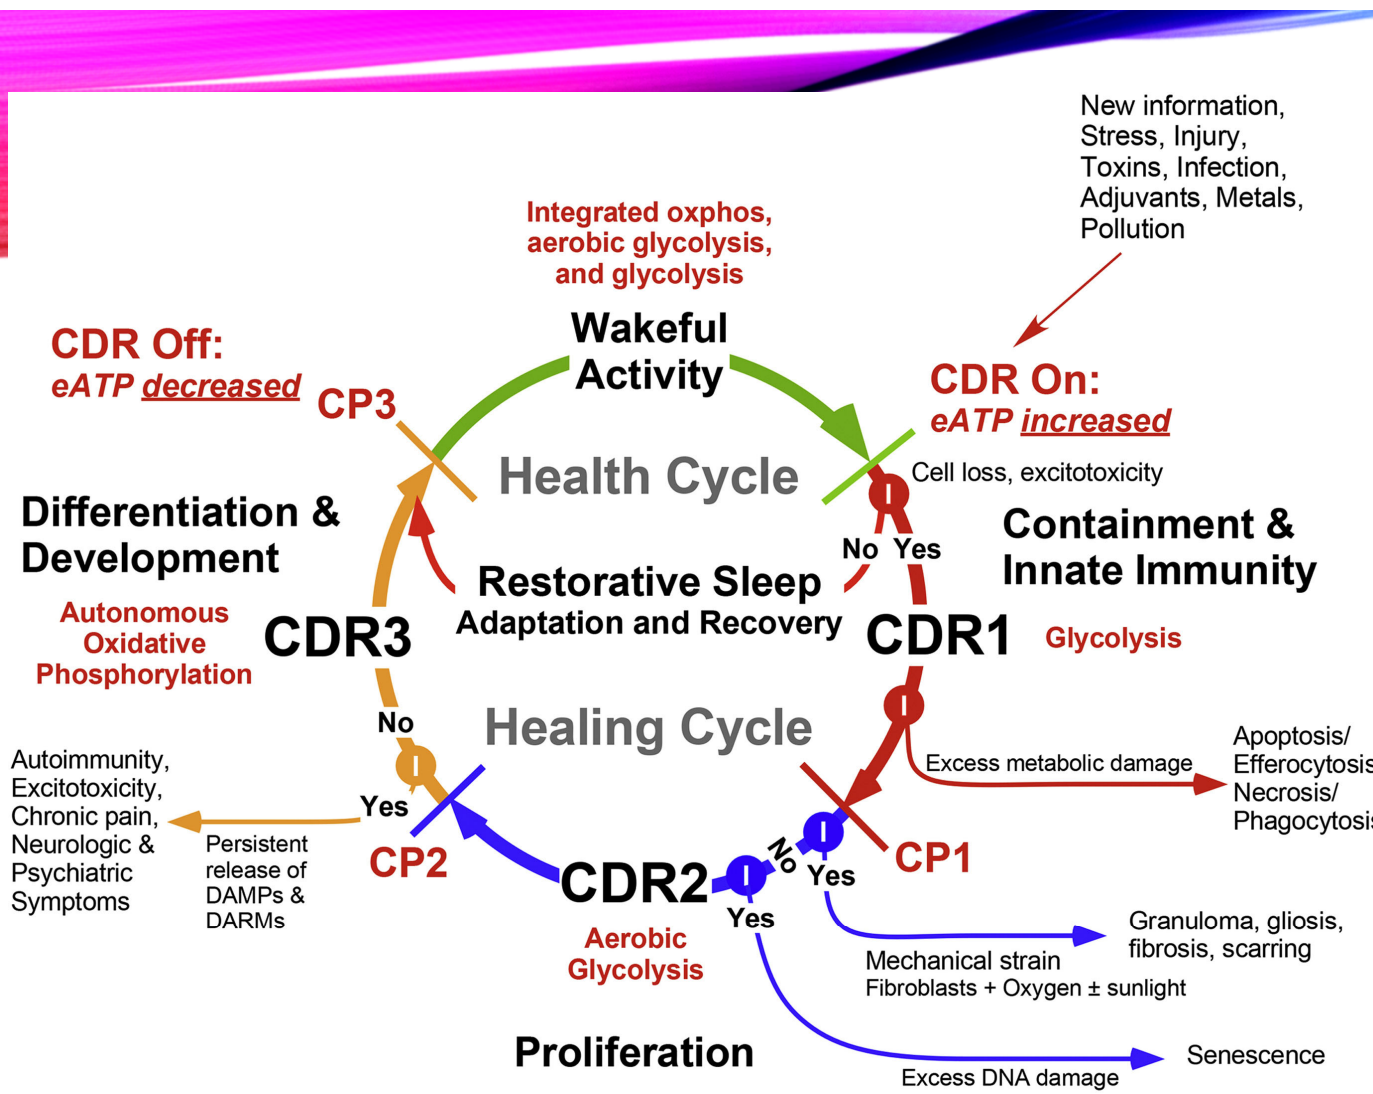 New information,
Stress, Injury,
Toxins, Infection,
Adjuvants, Metals,
Pollution
Integrated oxphos,
aerobic glycolysis,
and glycolysis
Wakeful
Activity
CDR Off:
eATP decreased
CP3
CDR On:
eATP increased
Health Cycle
Cell loss, excitotoxicity
I
No
Yes
Differentiation &
Development
Containment &
Innate Immunity
Restorative Sleep
Adaptation and Recovery
Autonomous
Oxidative
Phosphorylation
CDR3
CDR1
Glycolysis
I
No
Healing Cycle
I
Yes
Excess metabolic damage
Apoptosis/
Efferocytosis
Necrosis/
Phagocytosis
Autoimmunity,
Excitotoxicity,
Chronic pain,
Neurologic &
Psychiatric
Symptoms
Persistent
release of
DAMPs &
DARMs
CP2
CP1
I
No
Yes
I
Yes
CDR2
Aerobic
Glycolysis
Granuloma, gliosis,
fibrosis, scarring
Mechanical strain
Fibroblasts + Oxygen ± sunlight
Proliferation
Senescence
Excess DNA damage